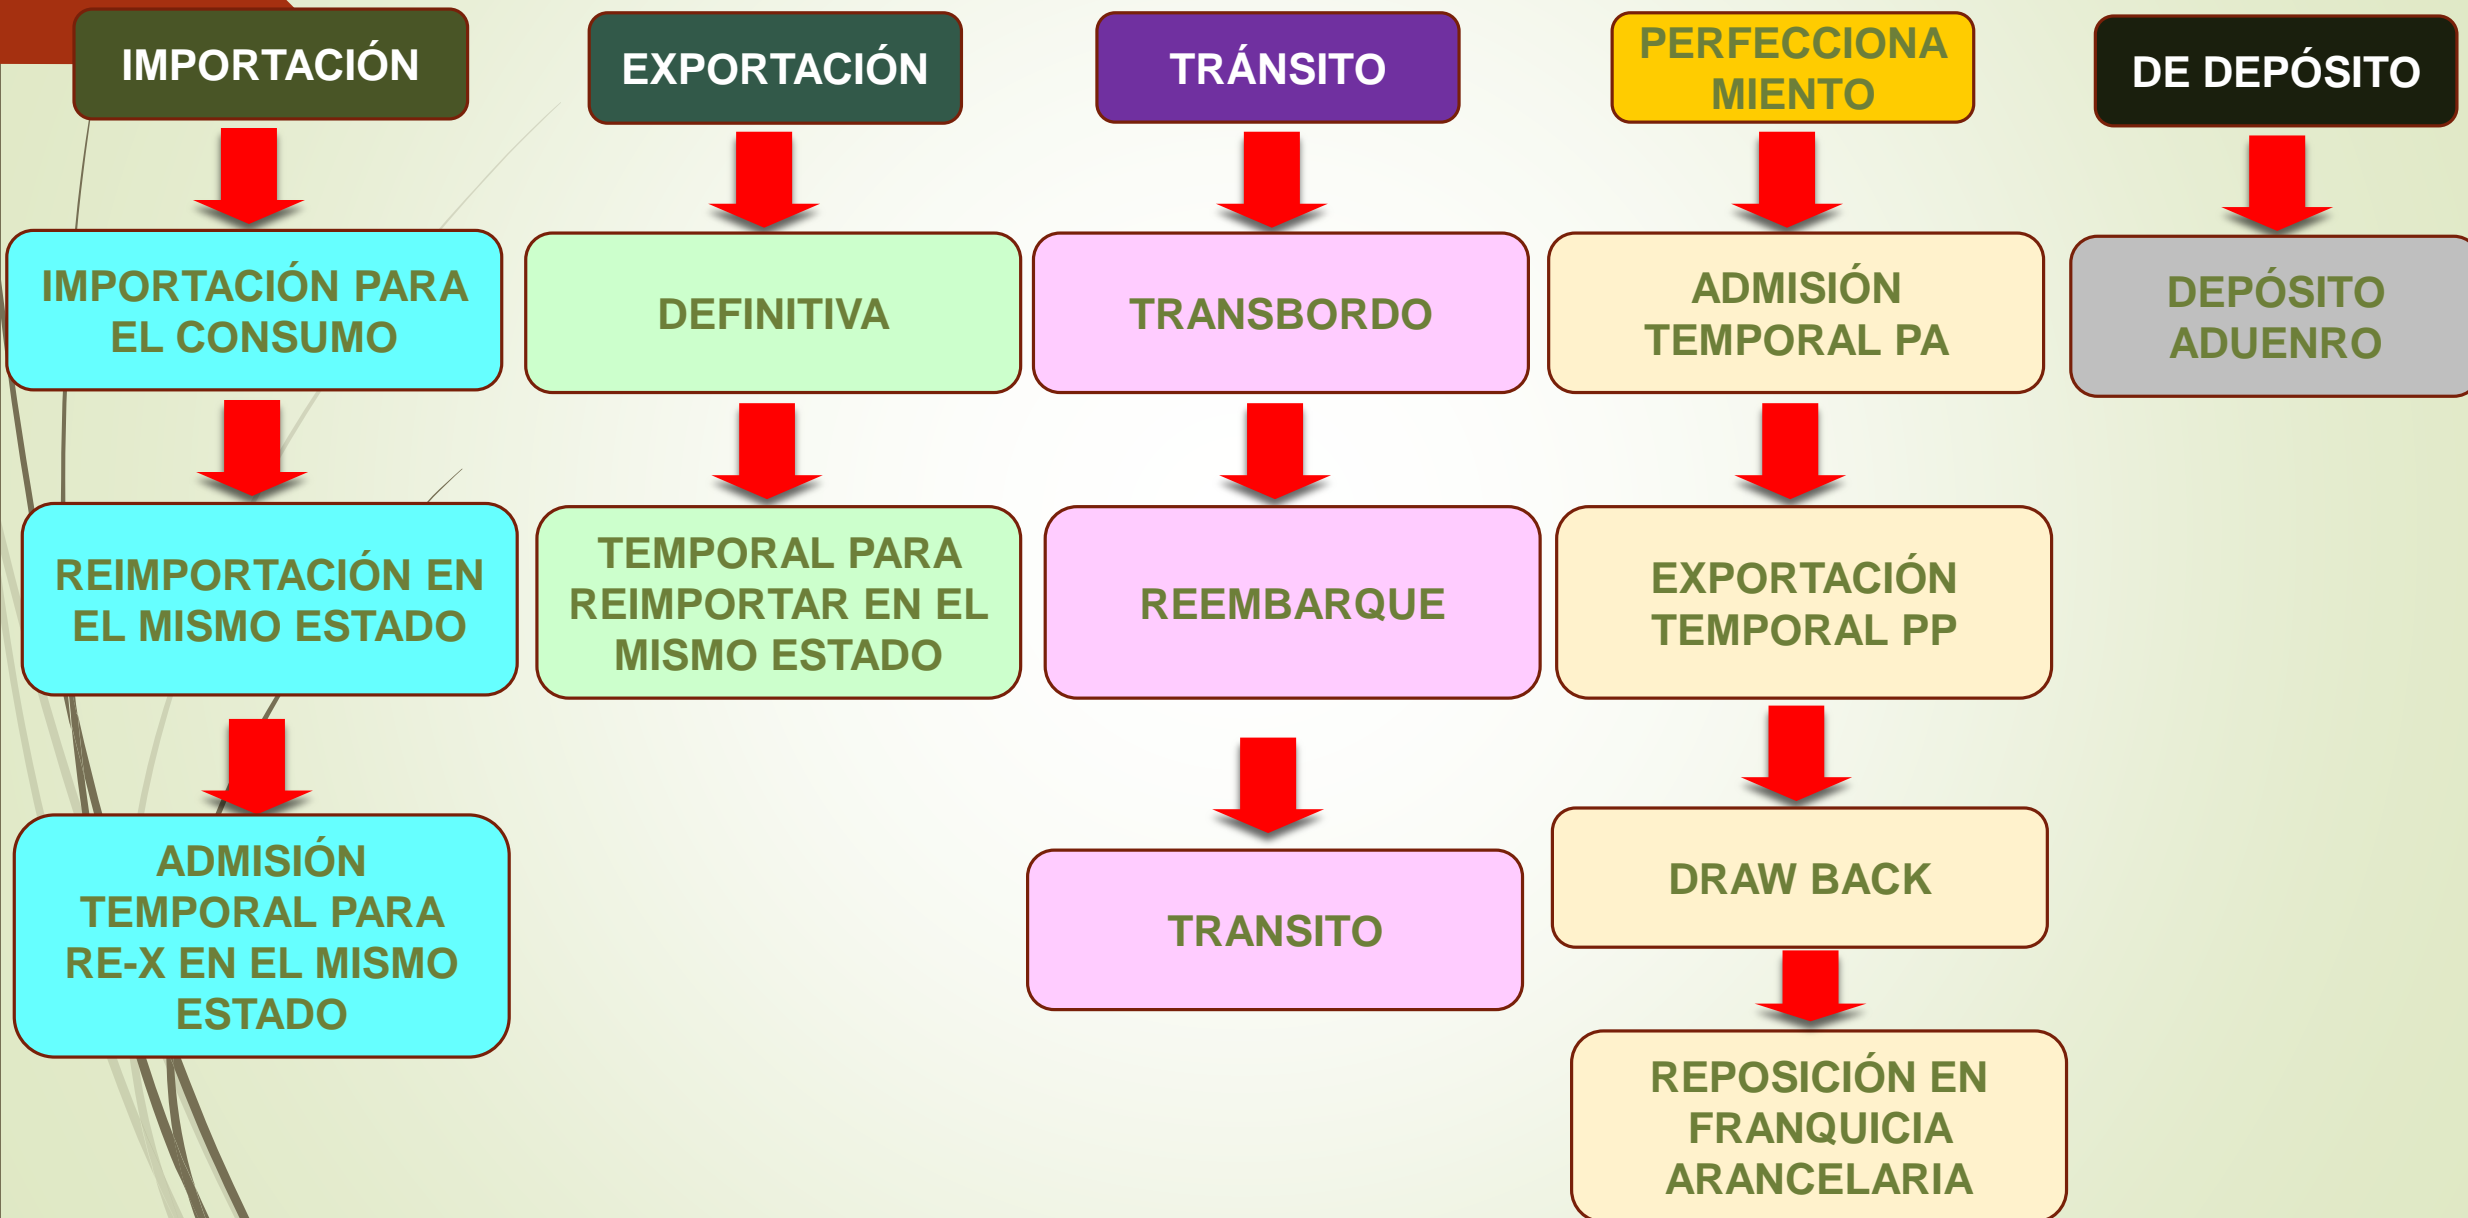 IMPORTACIÓN
IMPORTACIÓN PARA
EL CONSUMO
REIMPORTACIÓN EN
EL MISMO ESTADO
ADMISIÓN
TEMPORAL PARA
RE-X EN EL MISMO
ESTADO
EXPORTACIÓN
DEFINITIVA
TEMPORAL PARA
REIMPORTAR EN EL
MISMO ESTADO
TRÁNSITO
TRANSBORDO
REEMBARQUE
TRANSITO
PERFECCIONA
MIENTO
ADMISIÓN
TEMPORAL PA
EXPORTACIÓN
TEMPORAL PP
DRAW BACK
REPOSICIÓN EN
FRANQUICIA
ARANCELARIA
DE DEPÓSITO
DEPÓSITO
ADUENRO